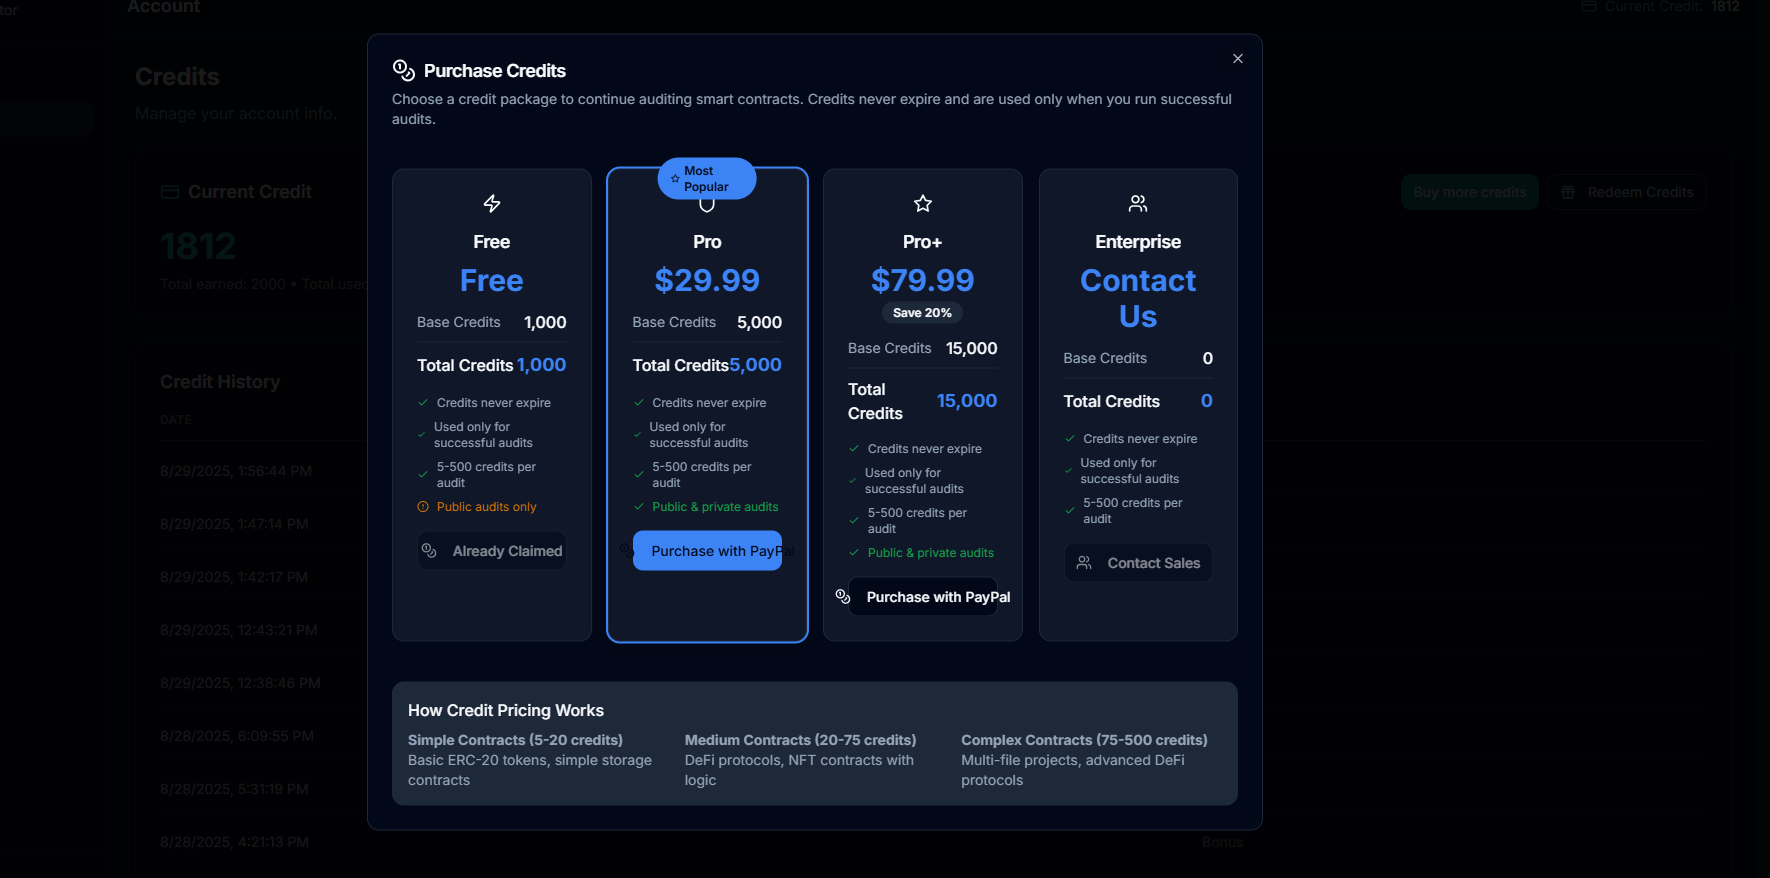 tor
Account
Current Credit: 1812
Credits
Manage your account info.
Current Credit
1812
Total earned: 2000 • Total used
Buy more credits
Redeem Credits
Credit History
DATE
8/29/2025, 1:56:44 PM
8/29/2025, 1:47:14 PM
8/29/2025, 1:42:17 PM
8/29/2025, 12:43:21 PM
8/29/2025, 12:38:46 PM
8/28/2025, 6:09:55 PM
8/28/2025, 5:31:19 PM
8/28/2025, 4:21:13 PM
Bonus
Purchase Credits
Choose a credit package to continue auditing smart contracts. Credits never expire and are used only when you run successful
audits.
Free
Free
Base Credits 1,000
Total Credits 1,000
Credits never expire
Used only for
successful audits
5-500 credits per
audit
Public audits only
Already Claimed
Most
Popular
Pro
$29.99
Base Credits 5,000
Total Credits 5,000
Credits never expire
Used only for
successful audits
5-500 credits per
audit
Public & private audits
Purchase with PayPal
Pro+
$79.99
Save 20%
Base Credits 15,000
Total
Credits
15,000
Credits never expire
Used only for
successful audits
5-500 credits per
audit
Public & private audits
Purchase with PayPal
Enterprise
Contact
Us
Base Credits 0
Total Credits 0
Credits never expire
Used only for
successful audits
5-500 credits per
audit
Contact Sales
How Credit Pricing Works
Simple Contracts (5-20 credits)
Basic ERC-20 tokens, simple storage
contracts
Medium Contracts (20-75 credits)
DeFi protocols, NFT contracts with
logic
Complex Contracts (75-500 credits)
Multi-file projects, advanced DeFi
protocols